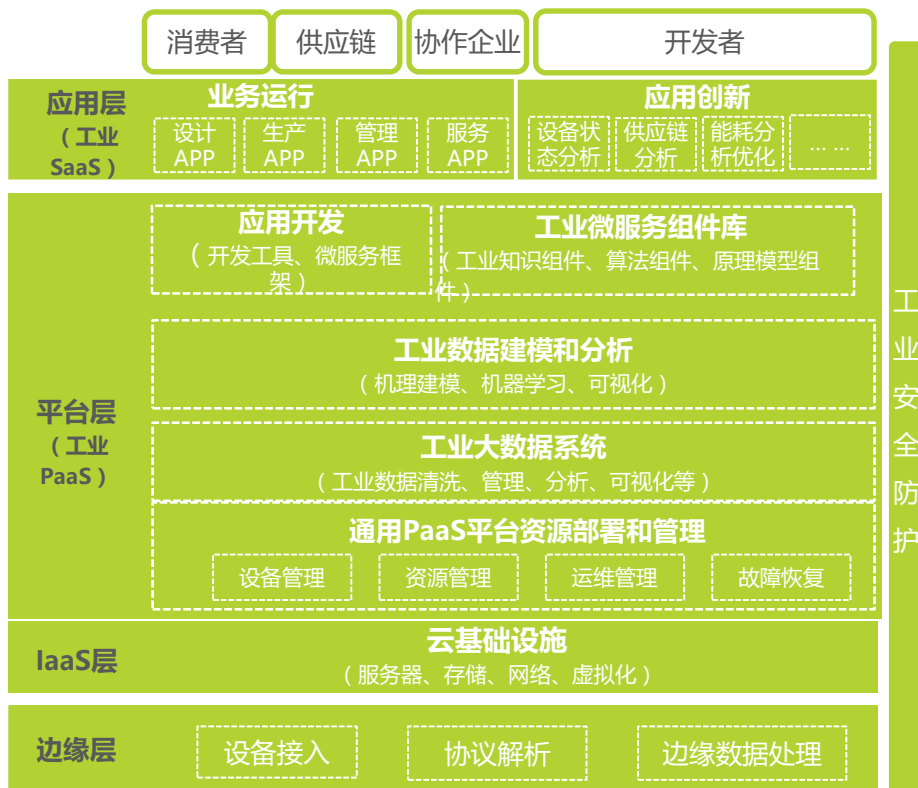 消费者
供应链
协作企业
开发者
应用层
（工业
SaaS）
业务运行
设计
APP
生产
APP
管理
APP
服务
APP
应用创新
设备状
态分析
供应链
分析
能耗分
析优化
... ...
平台层
（工业
PaaS）
应用开发
（开发工具、微服务框
架）
工业微服务组件库
（工业知识组件、算法组件、原理模型组
件）
工业数据建模和分析
（机理建模、机器学习、可视化）
工业大数据系统
（工业数据清洗、管理、分析、可视化等）
通用PaaS平台资源部署和管理
设备管理
资源管理
运维管理
故障恢复
IaaS层
云基础设施
（服务器、存储、网络、虚拟化）
边缘层
设备接入
协议解析
边缘数据处理
工
业
安
全
防
护